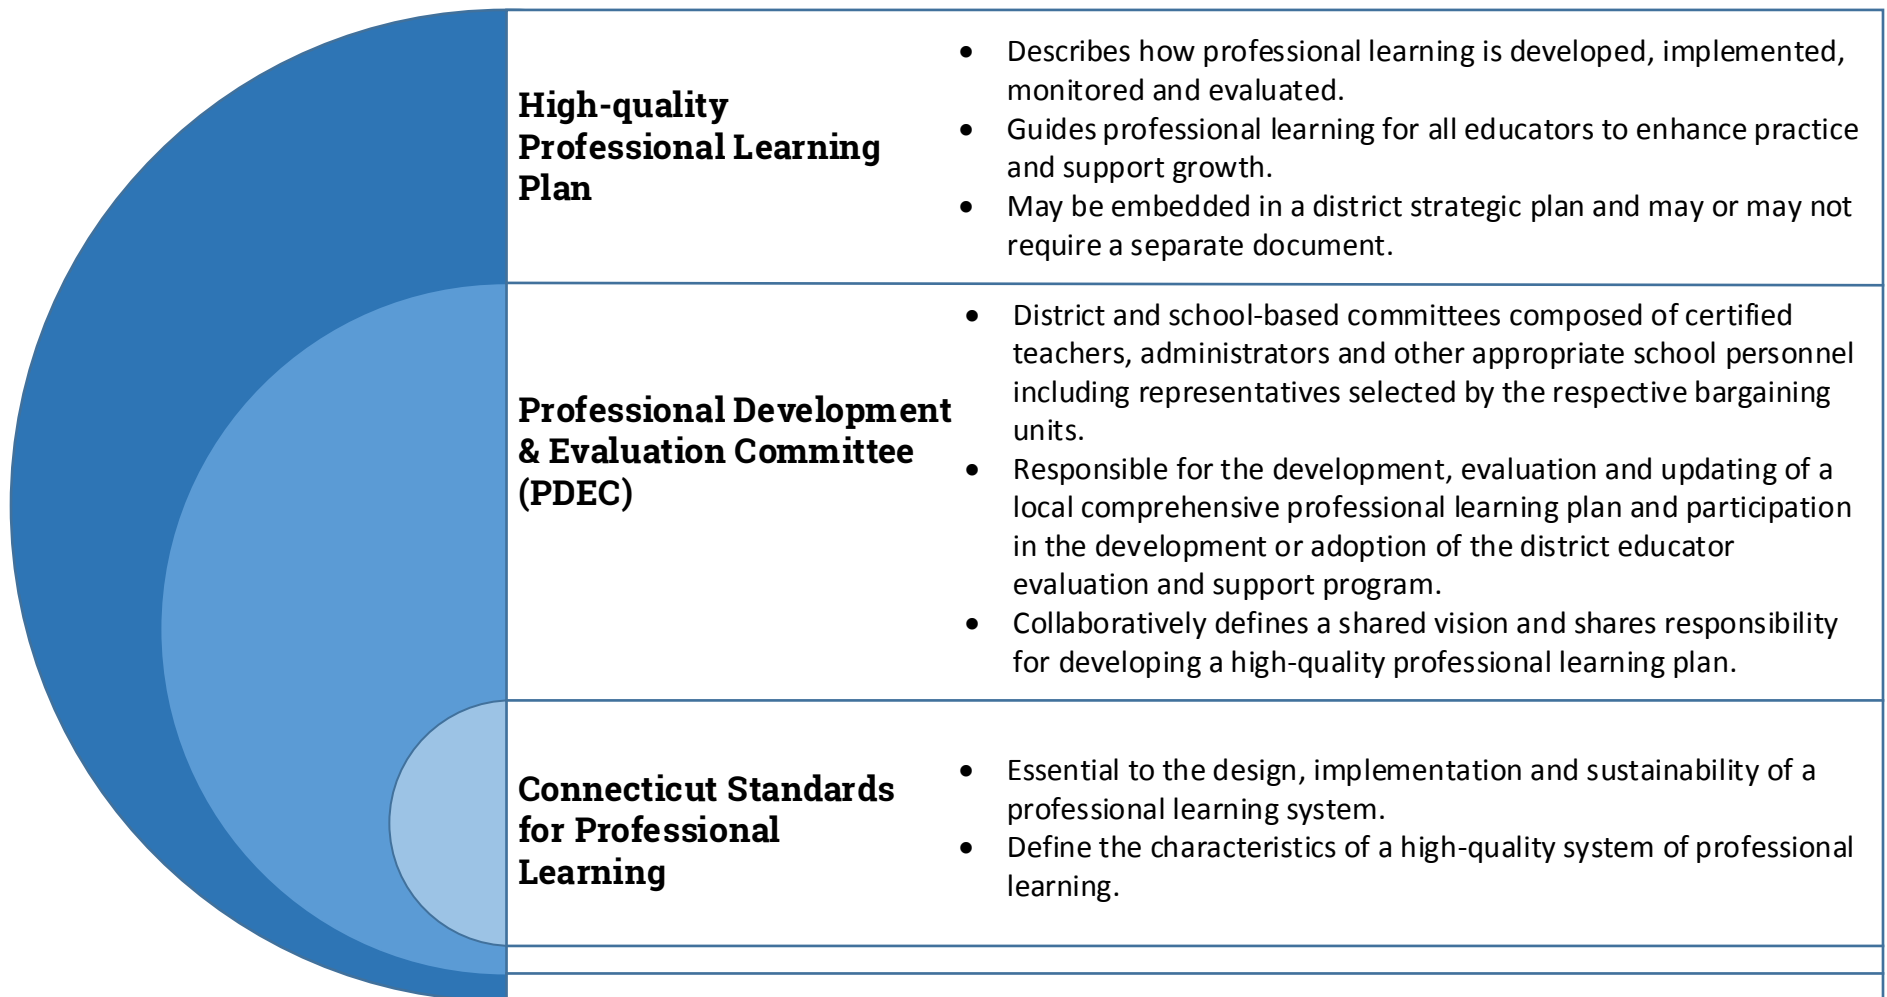 High-quality
Professional Learning
Plan
• Describes how professional learning is developed, implemented,
monitored and evaluated.
• Guides professional learning for all educators to enhance practice
and support growth.
• May be embedded in a district strategic plan and may or may not
require a separate document.
Professional Development
& Evaluation Committee
(PDEC)
• District and school-based committees composed of certified
teachers, administrators and other appropriate school personnel
including representatives selected by the respective bargaining
units.
• Responsible for the development, evaluation and updating of a
local comprehensive professional learning plan and participation
in the development or adoption of the district educator
evaluation and support program.
• Collaboratively defines a shared vision and shares responsibility
for developing a high-quality professional learning plan.
Connecticut Standards
for Professional
Learning
• Essential to the design, implementation and sustainability of a
professional learning system.
• Define the characteristics of a high-quality system of professional
learning.